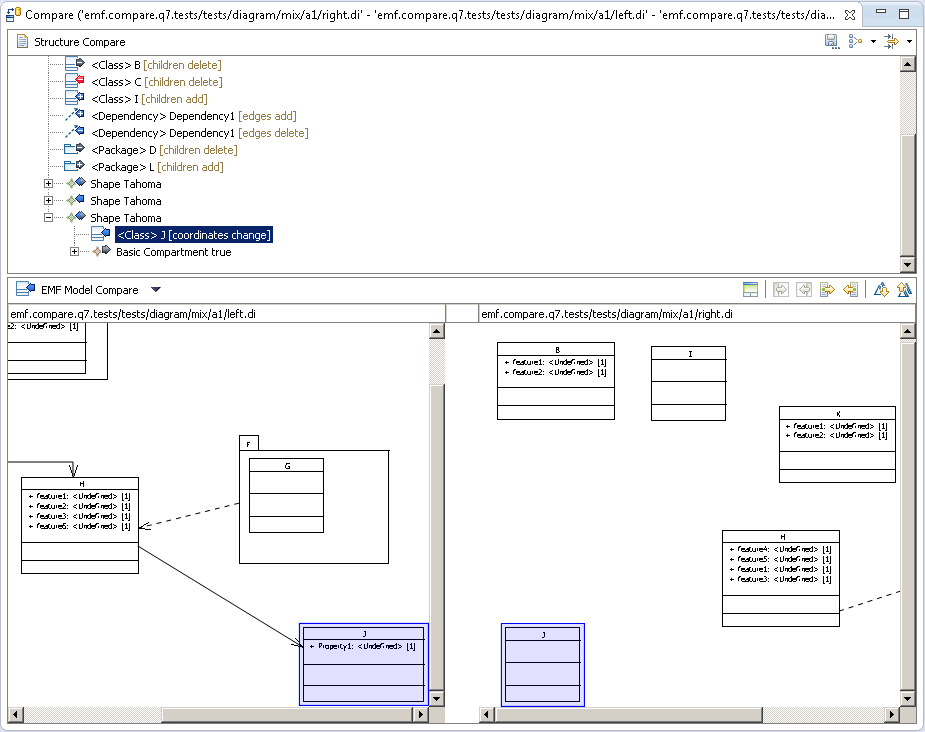 Compare ('emf.compare.q7.tests/tests/diagram/mix/a1/right.di' - 'emf.compare.q7.tests/tests/diagram/mix/a1/left.di' - 'emf.compare.q7.tests/tests/dia...
Structure Compare
<Class> B [children delete]
<Class> C [children delete]
<Class> I [children add]
<Dependency> Dependency1 [edges add]
<Dependency> Dependency1 [edges delete]
<Package> D [children delete]
<Package> L [children add]
Shape Tahoma
Shape Tahoma
Shape Tahoma
<Class> J [coordinates change]
Basic Compartment true
EMF Model Compare
emf.compare.q7.tests/tests/diagram/mix/a1/left.di
emf.compare.q7.tests/tests/diagram/mix/a1/right.di
e2: <Undefined> [1]
F
G
H
+ feature1: <Undefined> [1]
+ feature2: <Undefined> [1]
+ feature3: <Undefined> [1]
+ feature6: <Undefined> [1]
J
+ Property1: <Undefined> [1]
B
+ feature1: <Undefined> [1]
+ feature2: <Undefined> [1]
I
K
+ feature1: <Undefined> [1]
+ feature2: <Undefined> [1]
H
+ feature4: <Undefined> [1]
+ feature5: <Undefined> [1]
+ feature1: <Undefined> [1]
+ feature3: <Undefined> [1]
J